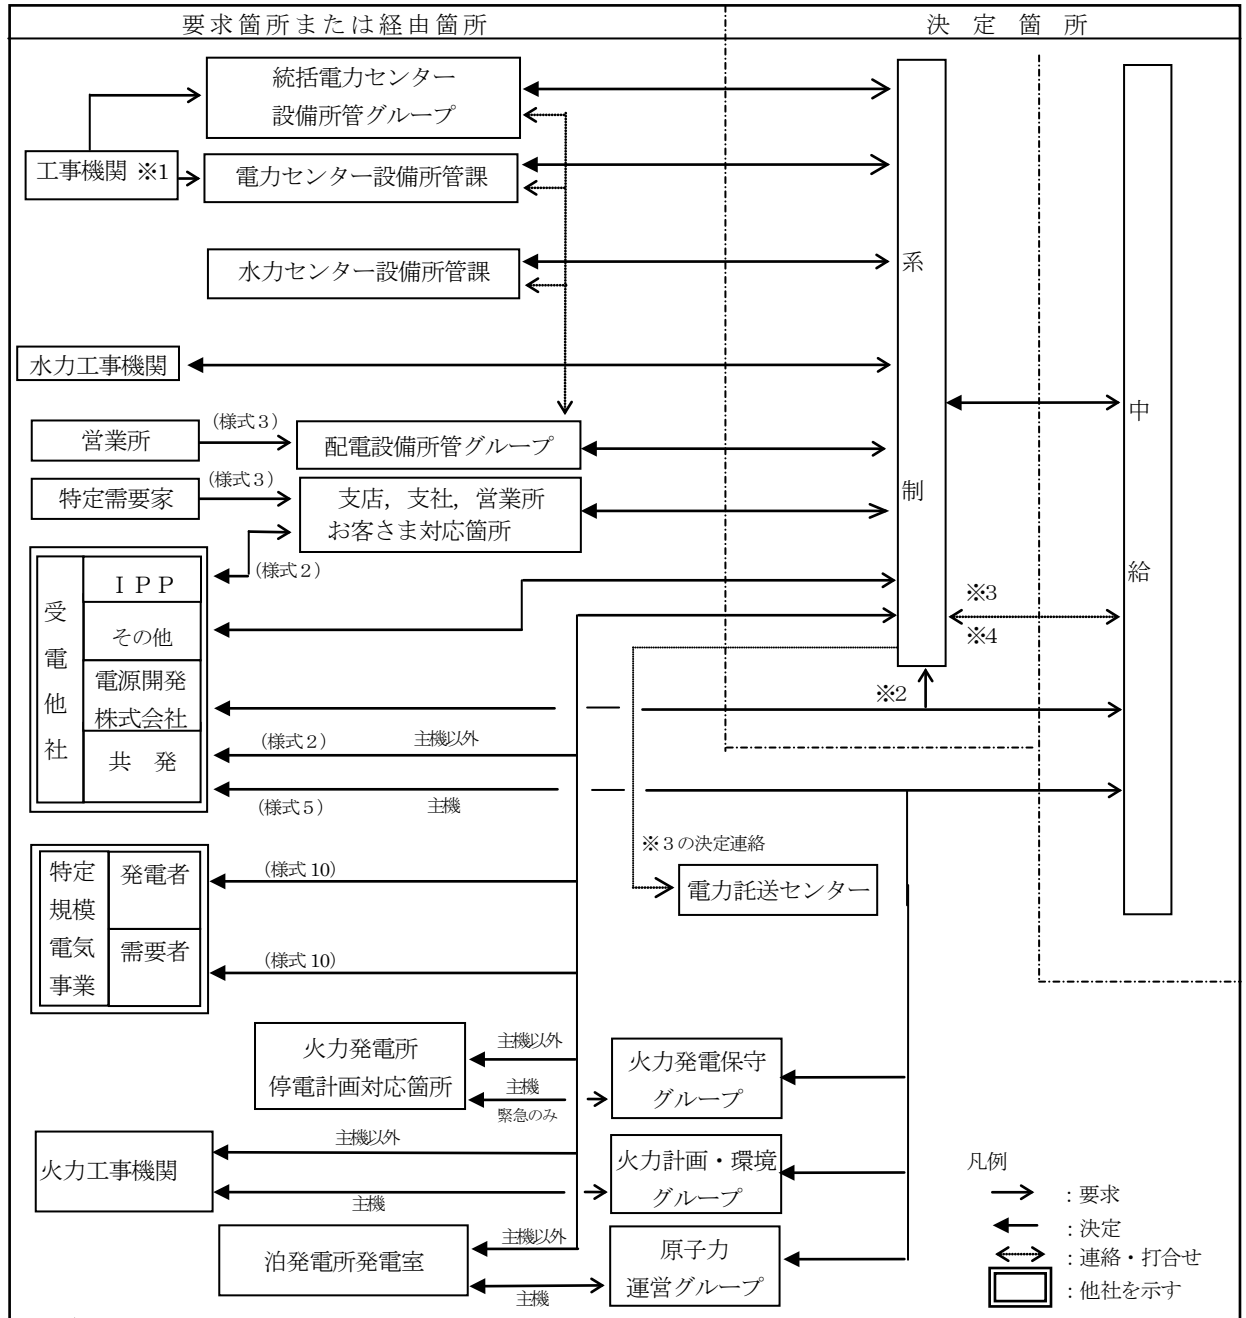 要求箇所または経由箇所
決定箇所
統括電力センター
設備所管グループ
工事機関 ※1
電力センター設備所管課
水力センター設備所管課
水力工事機関
系
制
中
給
営業所
(様式3)
配電設備所管グループ
特定需要家
(様式3)
支店，支社，営業所
お客さま対応箇所
(様式2)
受
電
他
社
ＩＰＰ
その他
電源開発
株式会社
共 発
※3
※4
※2
(様式2)
主機以外
(様式5)
主機
※３の決定連絡
電力託送センター
特定
規模
電気
事業
発電者
需要者
(様式10)
(様式10)
火力発電所
停電計画対応箇所
主機以外
主機
緊急のみ
火力発電保守
グループ
火力工事機関
主機以外
主機
火力計画・環境
グループ
泊発電所発電室
主機以外
主機
原子力
運営グループ
凡例
：要求
：決定
：連絡・打合せ
：他社を示す